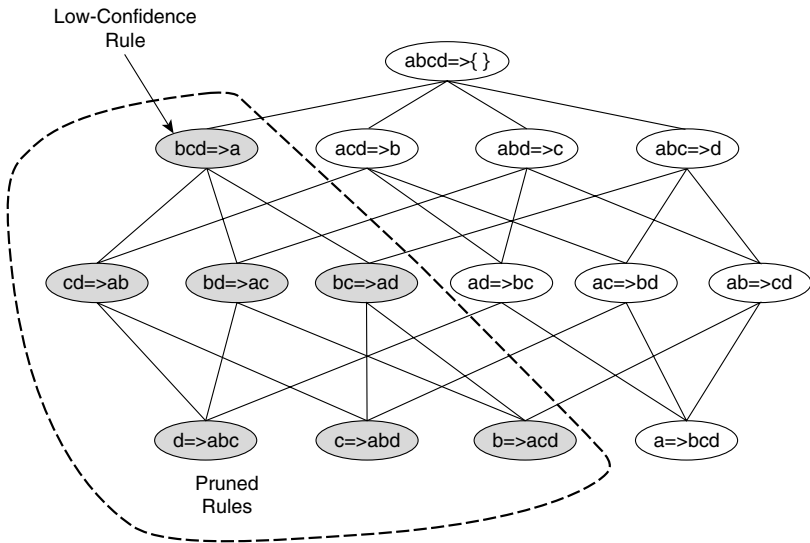 Low-Confidence
Rule
abcd=>{ }
bcd=>a
acd=>b
abd=>c
abc=>d
cd=>ab
bd=>ac
bc=>ad
ad=>bc
ac=>bd
ab=>cd
d=>abc
c=>abd
b=>acd
a=>bcd
Pruned
Rules